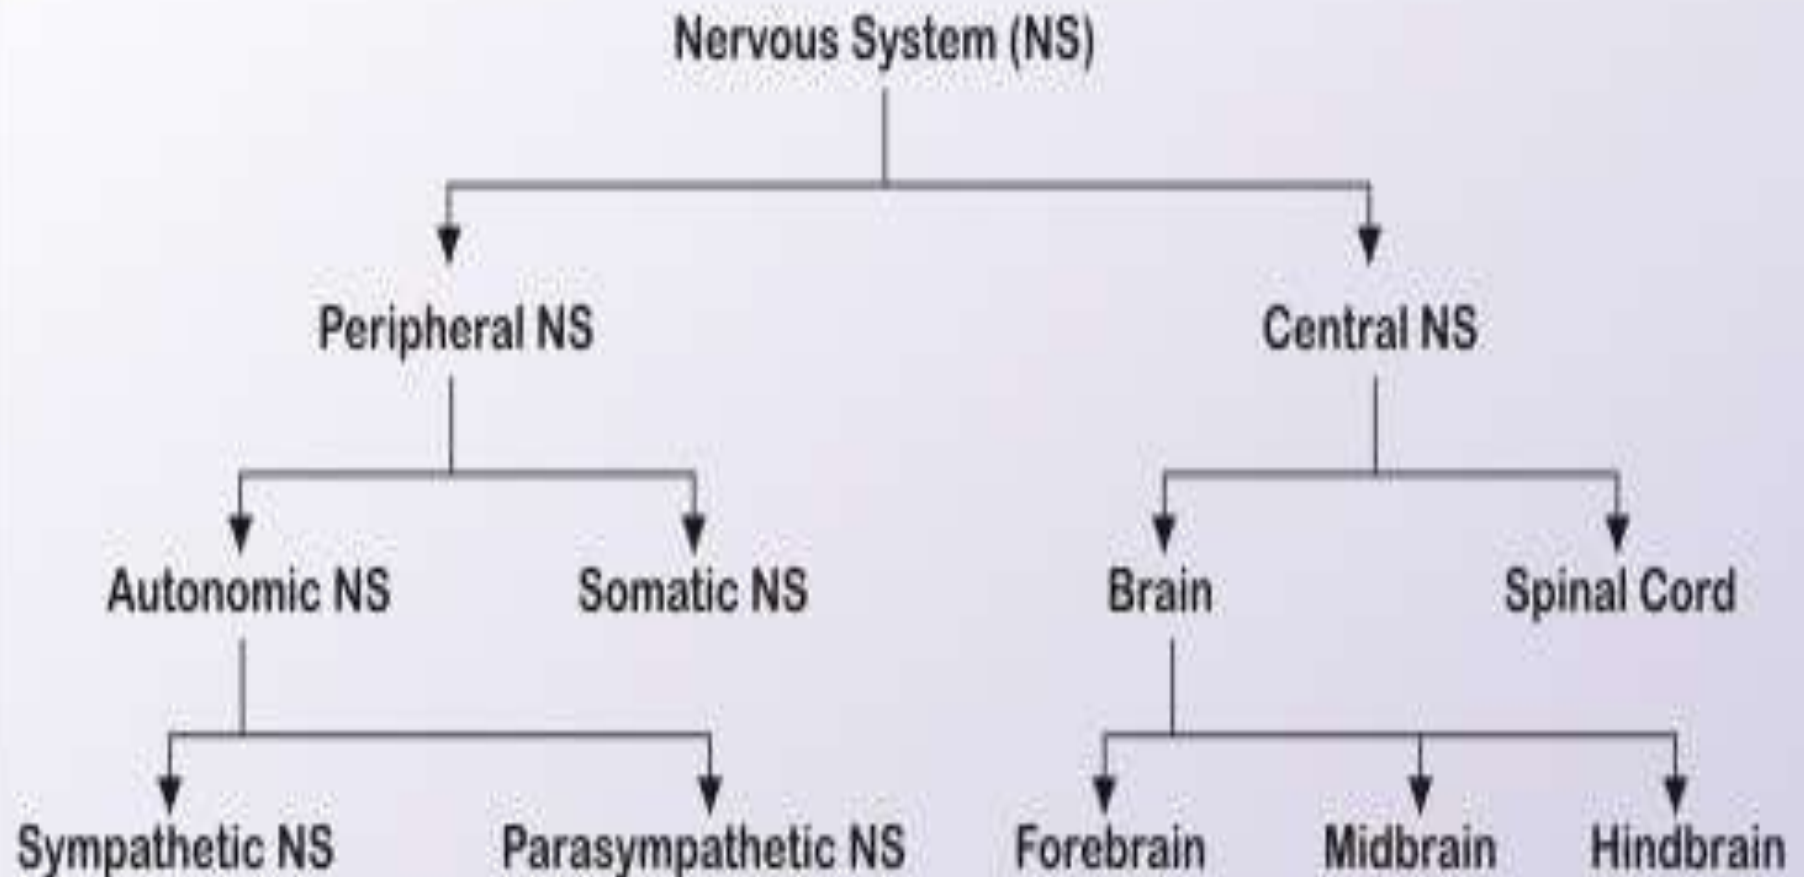 Nervous System (NS)
Peripheral NS
Central NS
Autonomic NS
Somatic NS
Brain
Spinal Cord
Sympathetic NS
Parasympathetic NS
Forebrain
Midbrain
Hindbrain